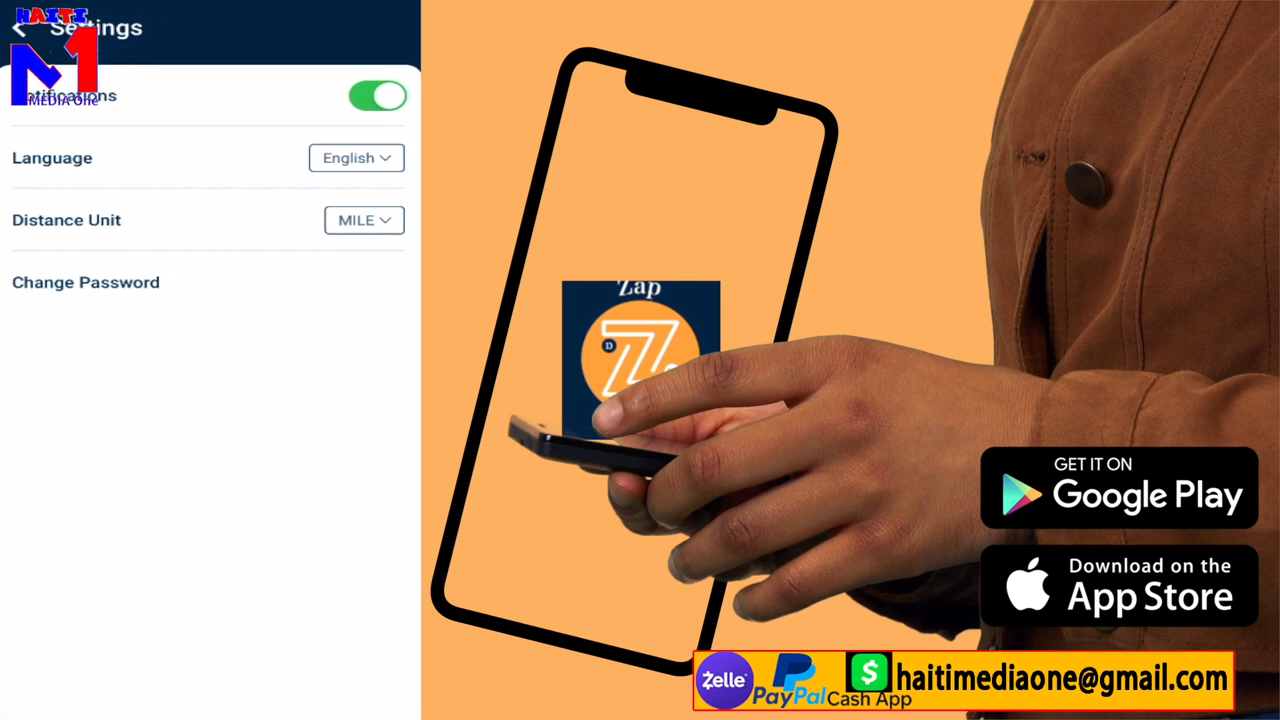 HAITI
Settings
MEDIA One
Notifications
Language
English
Distance Unit
MILE
Change Password
Zap
D
GET IT ON
Google Play
Download on the
App Store
Zelle
PayPal
$
Cash App
haitimediaone@gmail.com